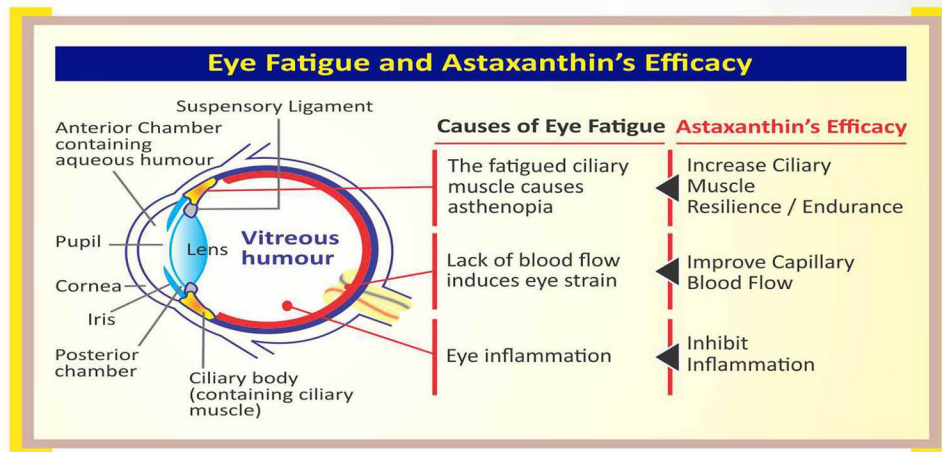 Eye Fatigue and Astaxanthin's Efficacy
Suspensory Ligament
Anterior Chamber
containing
aqueous humour
Pupil
Cornea
Iris
Posterior
chamber
Ciliary body
(containing ciliary
muscle)
Lens
Vitreous
humour
Causes of Eye Fatigue
The fatigued ciliary
muscle causes
asthenopia
Lack of blood flow
induces eye strain
Eye inflammation
Astaxanthin's Efficacy
Increase Ciliary
Muscle
Resilience / Endurance
Improve Capillary
Blood Flow
Inhibit
Inflammation